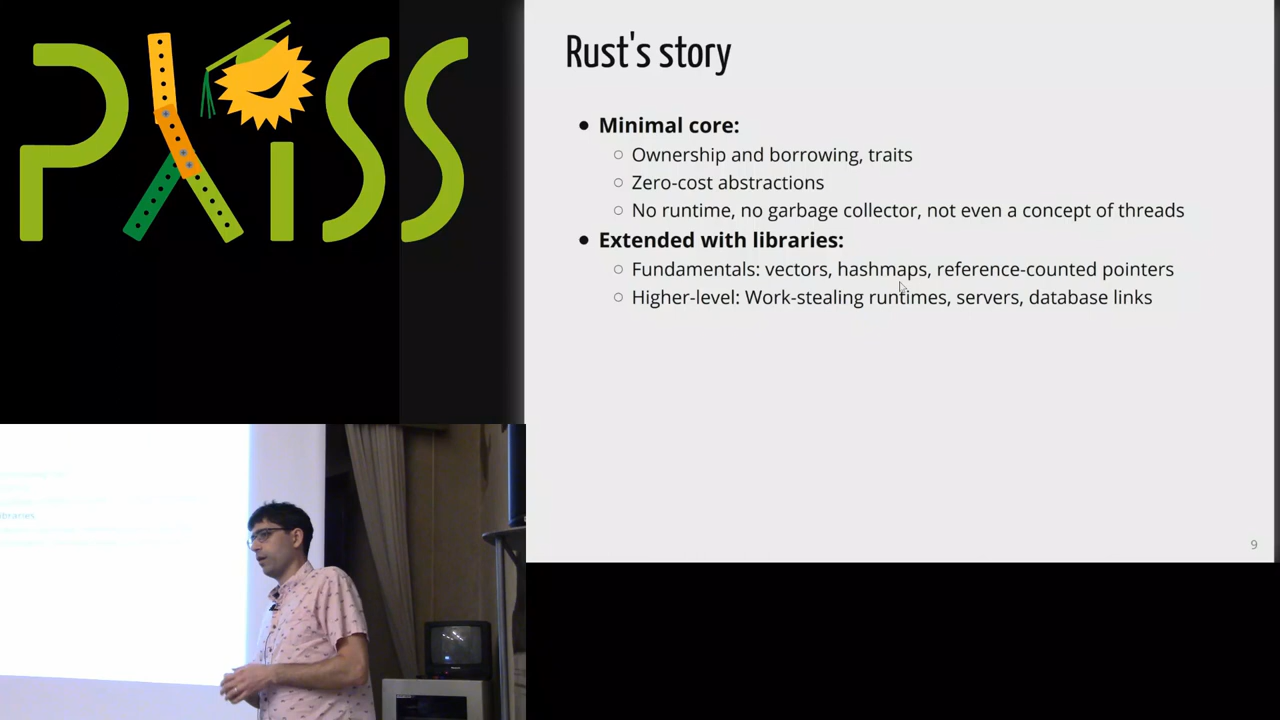 PLISS
Rust's story
● Minimal core:
○ Ownership and borrowing, traits
○ Zero-cost abstractions
○ No runtime, no garbage collector, not even a concept of threads
● Extended with libraries:
○ Fundamentals: vectors, hashmaps, reference-counted pointers
○ Higher-level: Work-stealing runtimes, servers, database links
9
ibraries